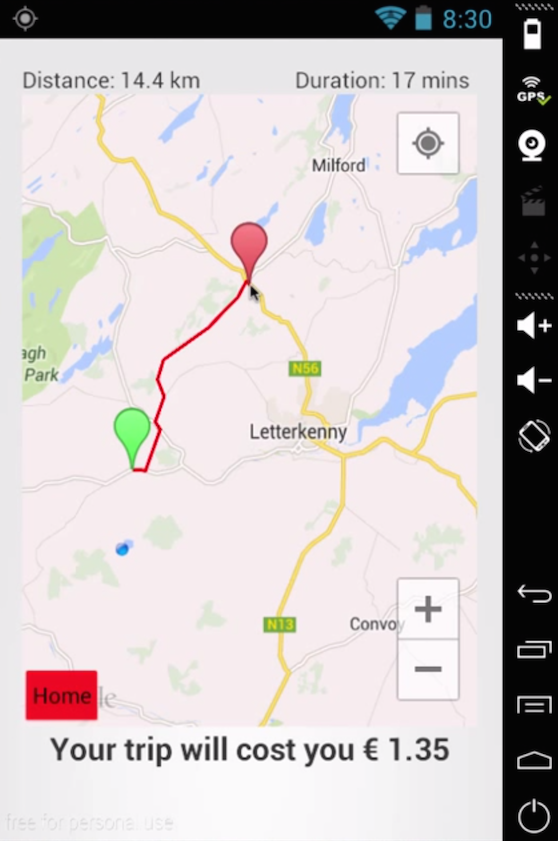 8:30
GPS
Distance: 14.4 km
Duration: 17 mins
Milford
agh
Park
N56
Letterkenny
N13
Convoy
Home
le
Your trip will cost you € 1.35
free for personal use